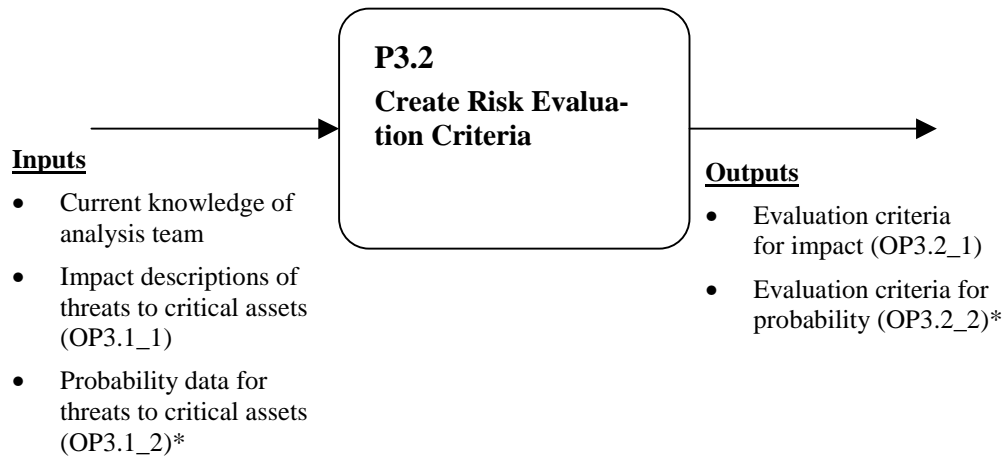 P3.2
Create Risk Evalua-
tion Criteria
Inputs
• Current knowledge of
analysis team
• Impact descriptions of
threats to critical assets
(OP3.1_1)
• Probability data for
threats to critical assets
(OP3.1_2)*
Outputs
• Evaluation criteria
for impact (OP3.2_1)
• Evaluation criteria for
probability (OP3.2_2)*